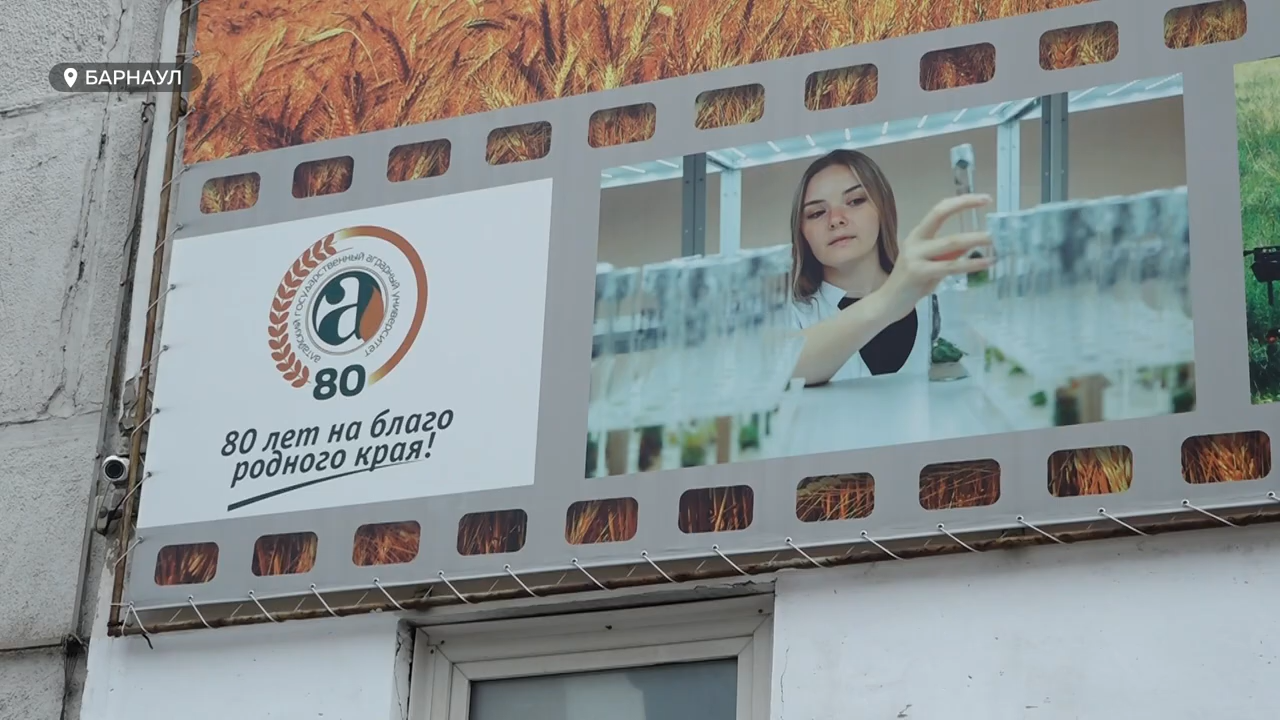 БАРНАУЛ
алтайский государственный аграрный университет
а
80
80 лет на благо
родного края!